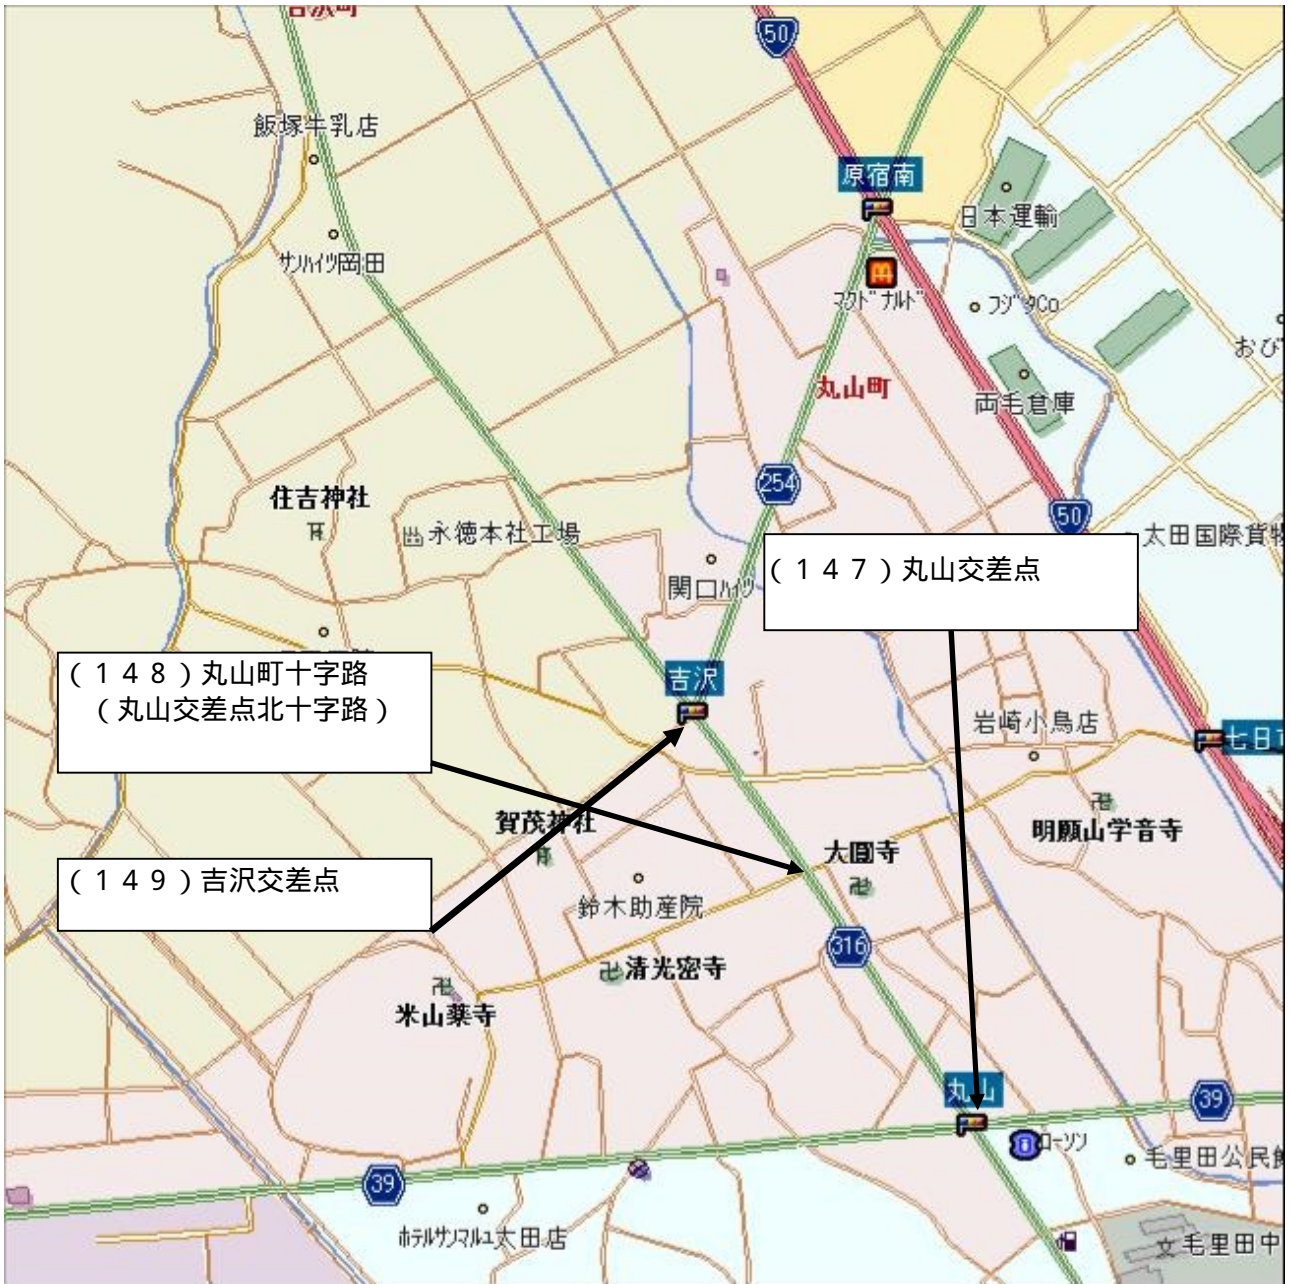 吉沢町
50
飯塚牛乳店
原宿南
日本運輸
サンハイツ岡田
マクドナルド
フジタCo
おび
丸山町
両毛倉庫
254
住吉神社
50
永徳本社工場
太田国際貨物
(147)丸山交差点
関口ハイツ
(148)丸山町十字路
(丸山交差点北十字路)
吉沢
岩崎小鳥店
七日市
賀茂神社
明願山学音寺
大圓寺
(149)吉沢交差点
鈴木助産院
316
清光密寺
米山薬寺
丸山
39
ローソン
毛里田公民館
39
ホテルサンマルユ太田店
文毛里田中